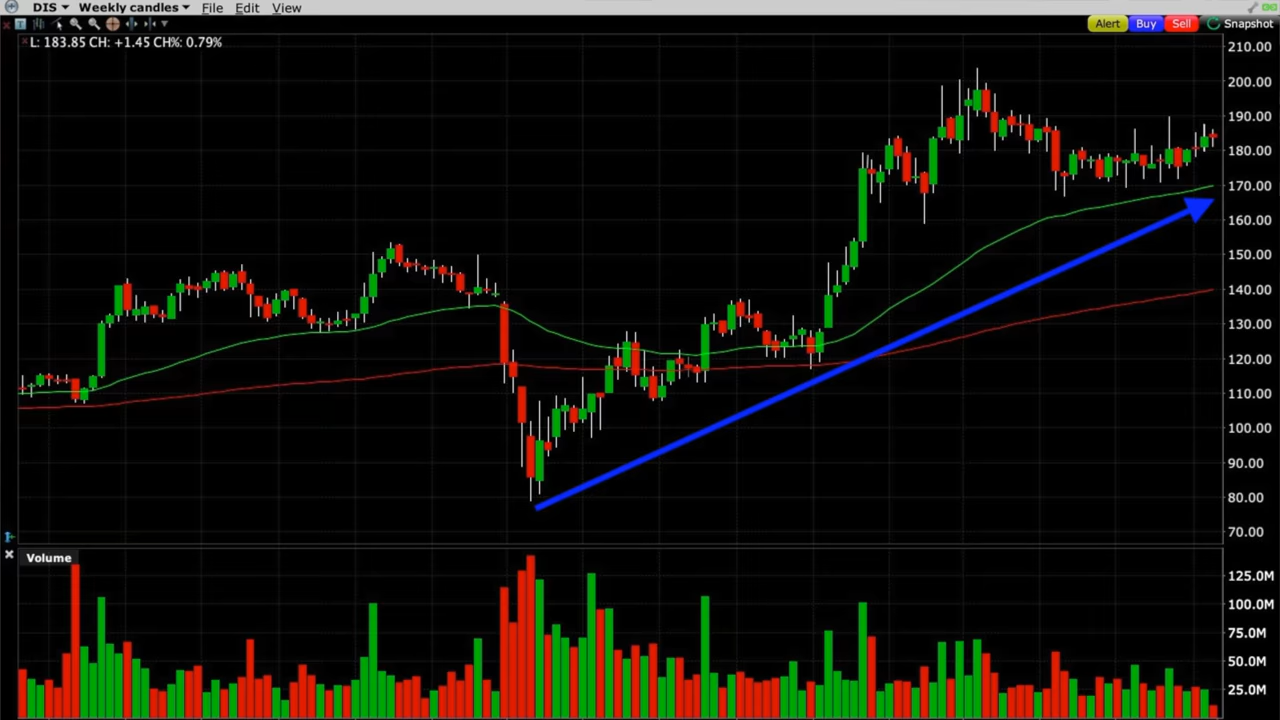 DIS Weekly candles File Edit View
Alert Buy Sell Snapshot
L: 183.85 CH: +1.45 CH%: 0.79%
210.00
200.00
190.00
180.00
170.00
160.00
150.00
140.00
130.00
120.00
110.00
100.00
90.00
80.00
70.00
Volume
125.0M
100.0M
75.0M
50.0M
25.0M